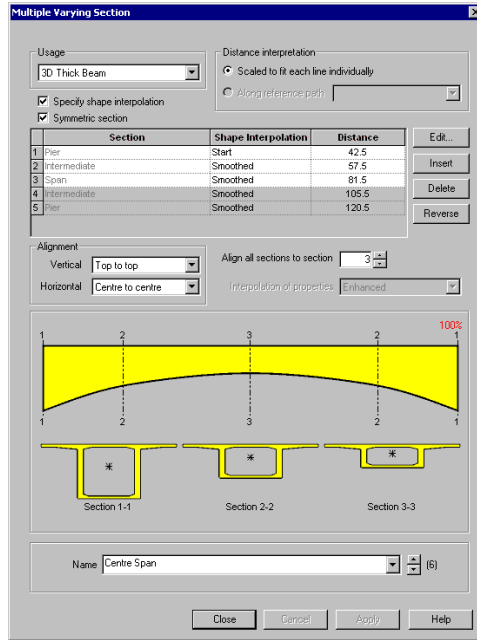 Multiple Varying Section
Usage
3D Thick Beam
Distance interpretation
Scaled to fit each line individually
Along reference path
Specify shape interpolation
Symmetric section
Section Shape Interpolation Distance
1 Pier Start 42.5
2 Intermediate Smoothed 57.5
3 Span Smoothed 81.5
4 Intermediate Smoothed 105.5
5 Pier Smoothed 120.5
Edit...
Insert
Delete
Reverse
Alignment
Vertical Top to top
Horizontal Centre to centre
Align all sections to section 3
Interpolation of properties Enhanced
100%
1 2 3 2 1
1 2 3 2 1
Section 1-1 Section 2-2 Section 3-3
Name Centre Span (6)
Close Cancel Apply Help